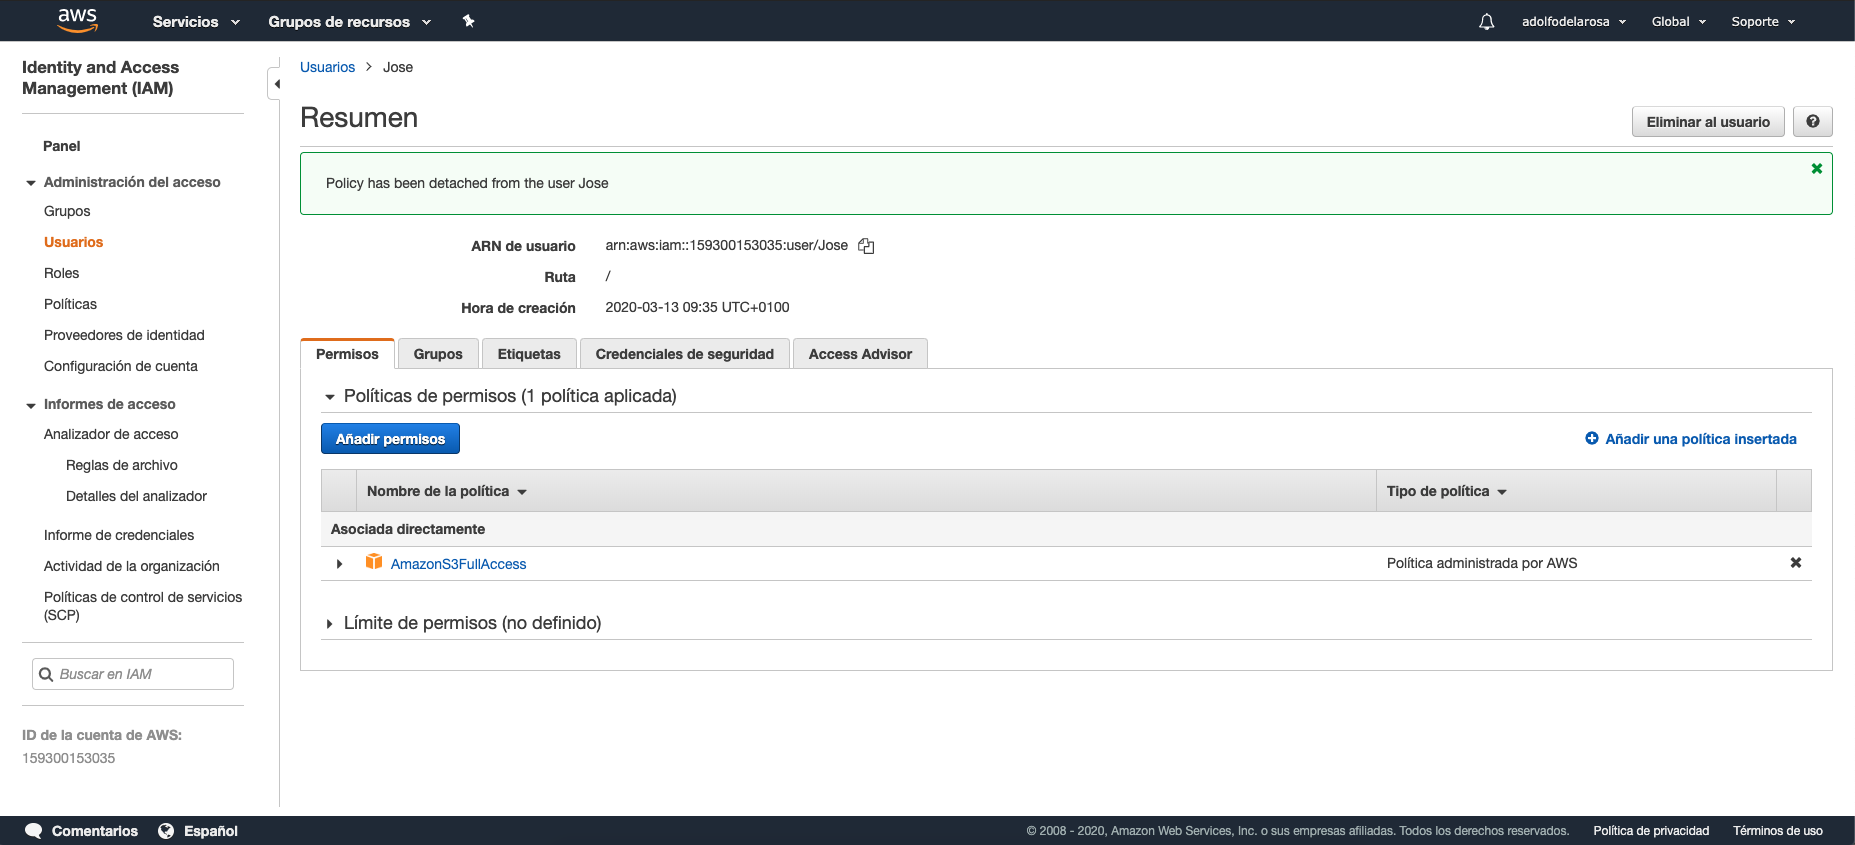 aws
Servicios
Grupos de recursos
adolfodelarosa
Global
Soporte
Identity and Access
Management (IAM)
Panel
Administración del acceso
Grupos
Usuarios
Roles
Políticas
Proveedores de identidad
Configuración de cuenta
Informes de acceso
Analizador de acceso
Reglas de archivo
Detalles del analizador
Informe de credenciales
Actividad de la organización
Políticas de control de servicios
(SCP)
Buscar en IAM
ID de la cuenta de AWS:
159300153035
Usuarios > Jose
Resumen
Eliminar al usuario
Policy has been detached from the user Jose
ARN de usuario arn:aws:iam::159300153035:user/Jose
Ruta /
Hora de creación 2020-03-13 09:35 UTC+0100
Permisos
Grupos
Etiquetas
Credenciales de seguridad
Access Advisor
Políticas de permisos (1 política aplicada)
Añadir permisos
Añadir una política insertada
Nombre de la política
Tipo de política
Asociada directamente
AmazonS3FullAccess
Política administrada por AWS
Límite de permisos (no definido)
Comentarios
Español
© 2008 - 2020, Amazon Web Services, Inc. o sus empresas afiliadas. Todos los derechos reservados.
Política de privacidad
Términos de uso